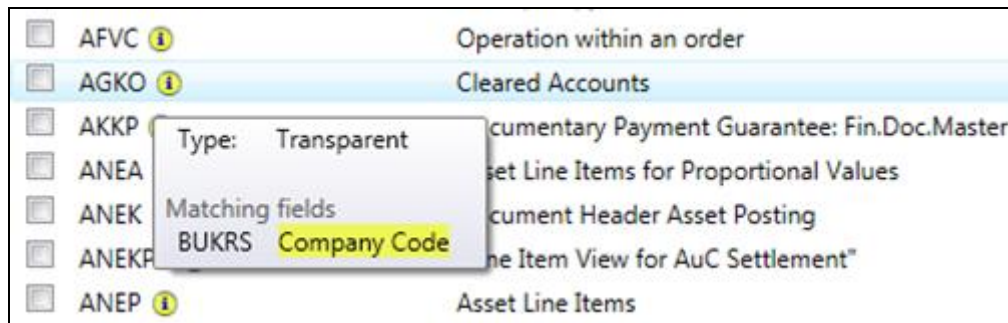 AFVC Operation within an order
AGKO Cleared Accounts
AKKP cumentary Payment Guarantee: Fin.Doc.Master
ANEA set Line Items for Proportional Values
ANEK cument Header Asset Posting
ANEKP ne Item View for AuC Settlement"
ANEP Asset Line Items
Type: Transparent
Matching fields
BUKRS Company Code